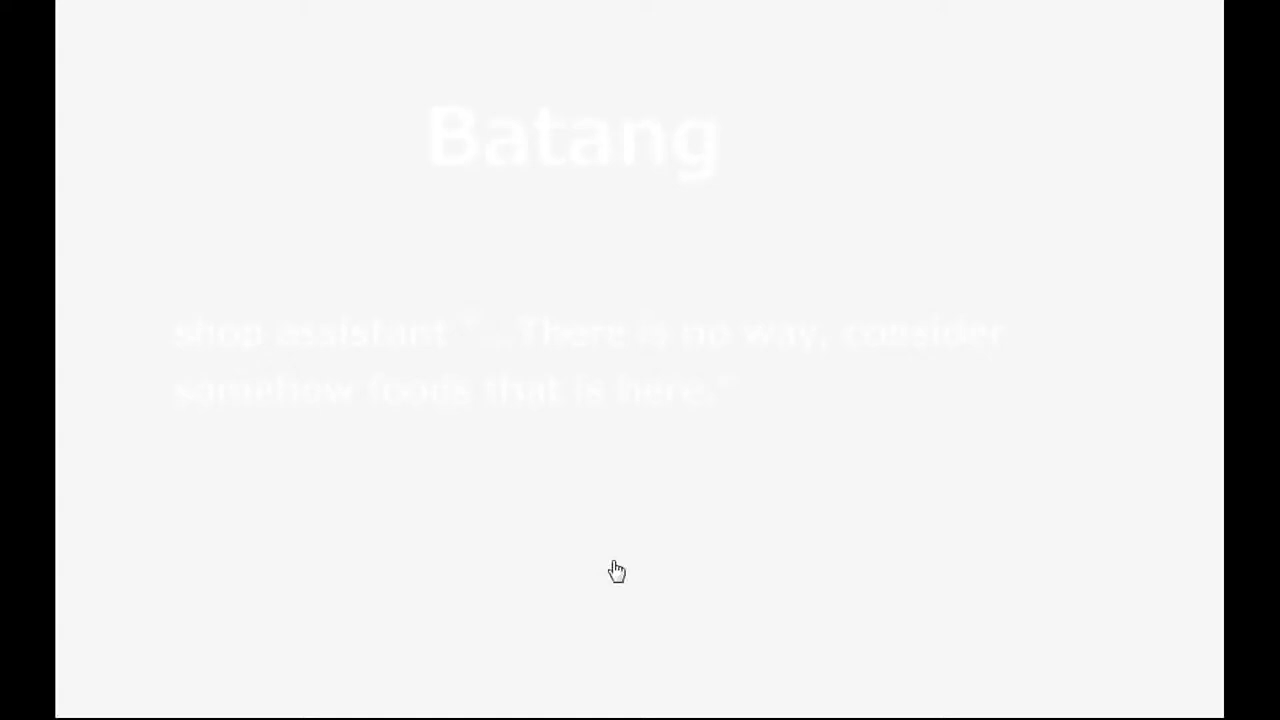 Batang
shop assistant "...There is no way, consider
somehow foods that is here."